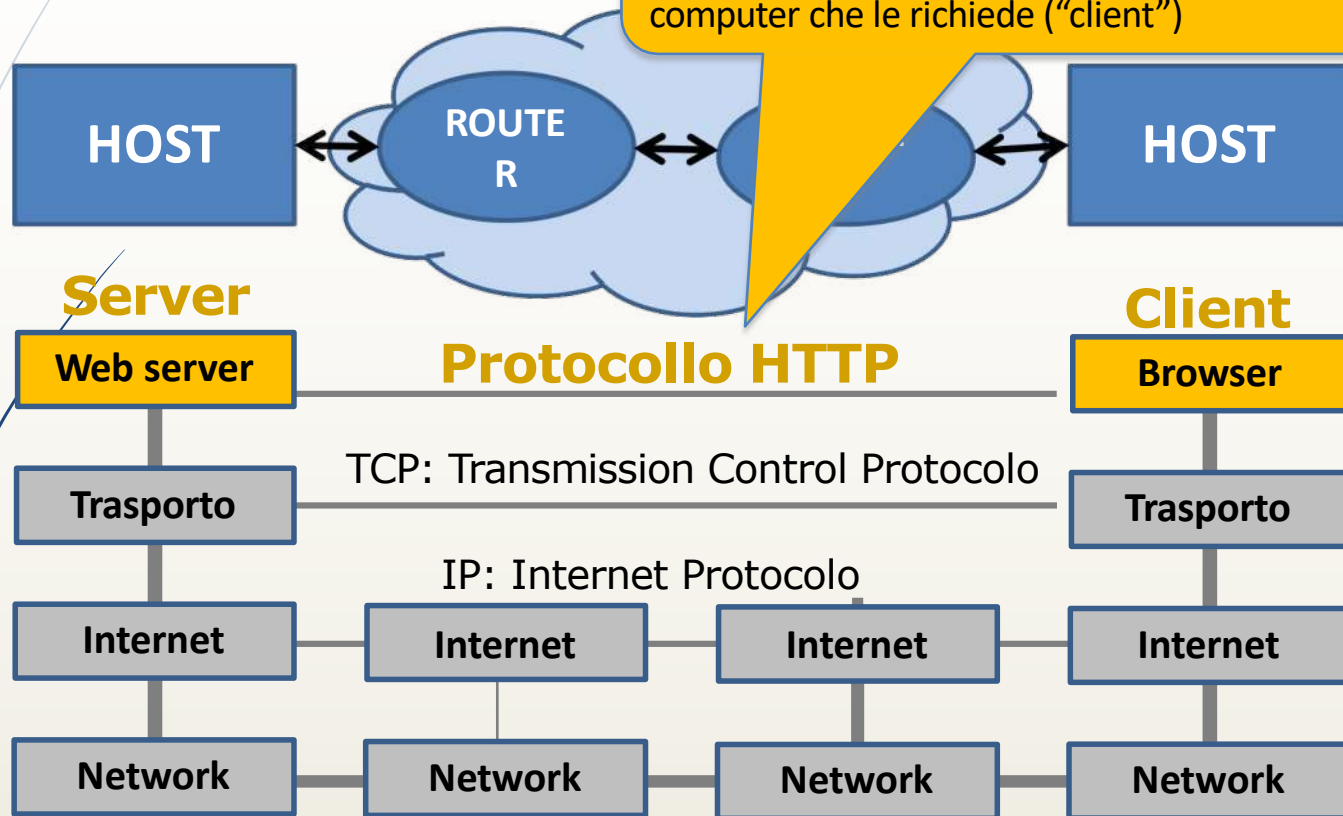 computer che le richiede (“client”)
HOST
ROUTE
R
HOST
Server
Client
Web server
Protocollo HTTP
Browser
TCP: Transmission Control Protocolo
Trasporto
Trasporto
IP: Internet Protocolo
Internet
Internet
Internet
Internet
Network
Network
Network
Network